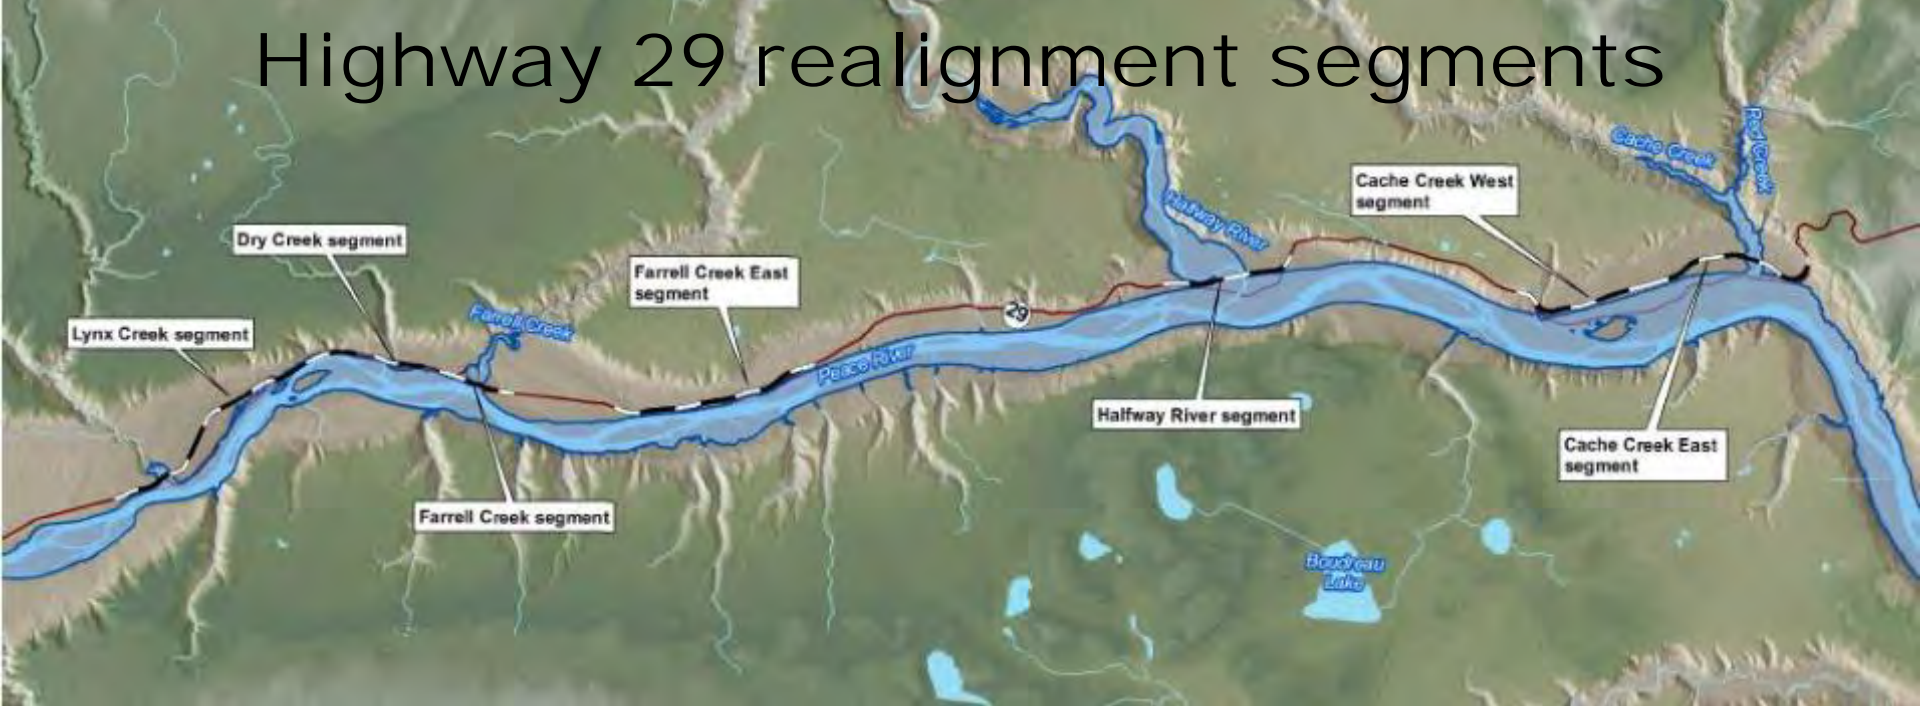 Highway 29 realignment segments
Cache Creek
Red Creek
Cache Creek West
segment
Halfway River
Dry Creek segment
Farrell Creek East
segment
Farrell Creek
29
Lynx Creek segment
Peace River
Halfway River segment
Cache Creek East
segment
Farrell Creek segment
Boudreau
Lake